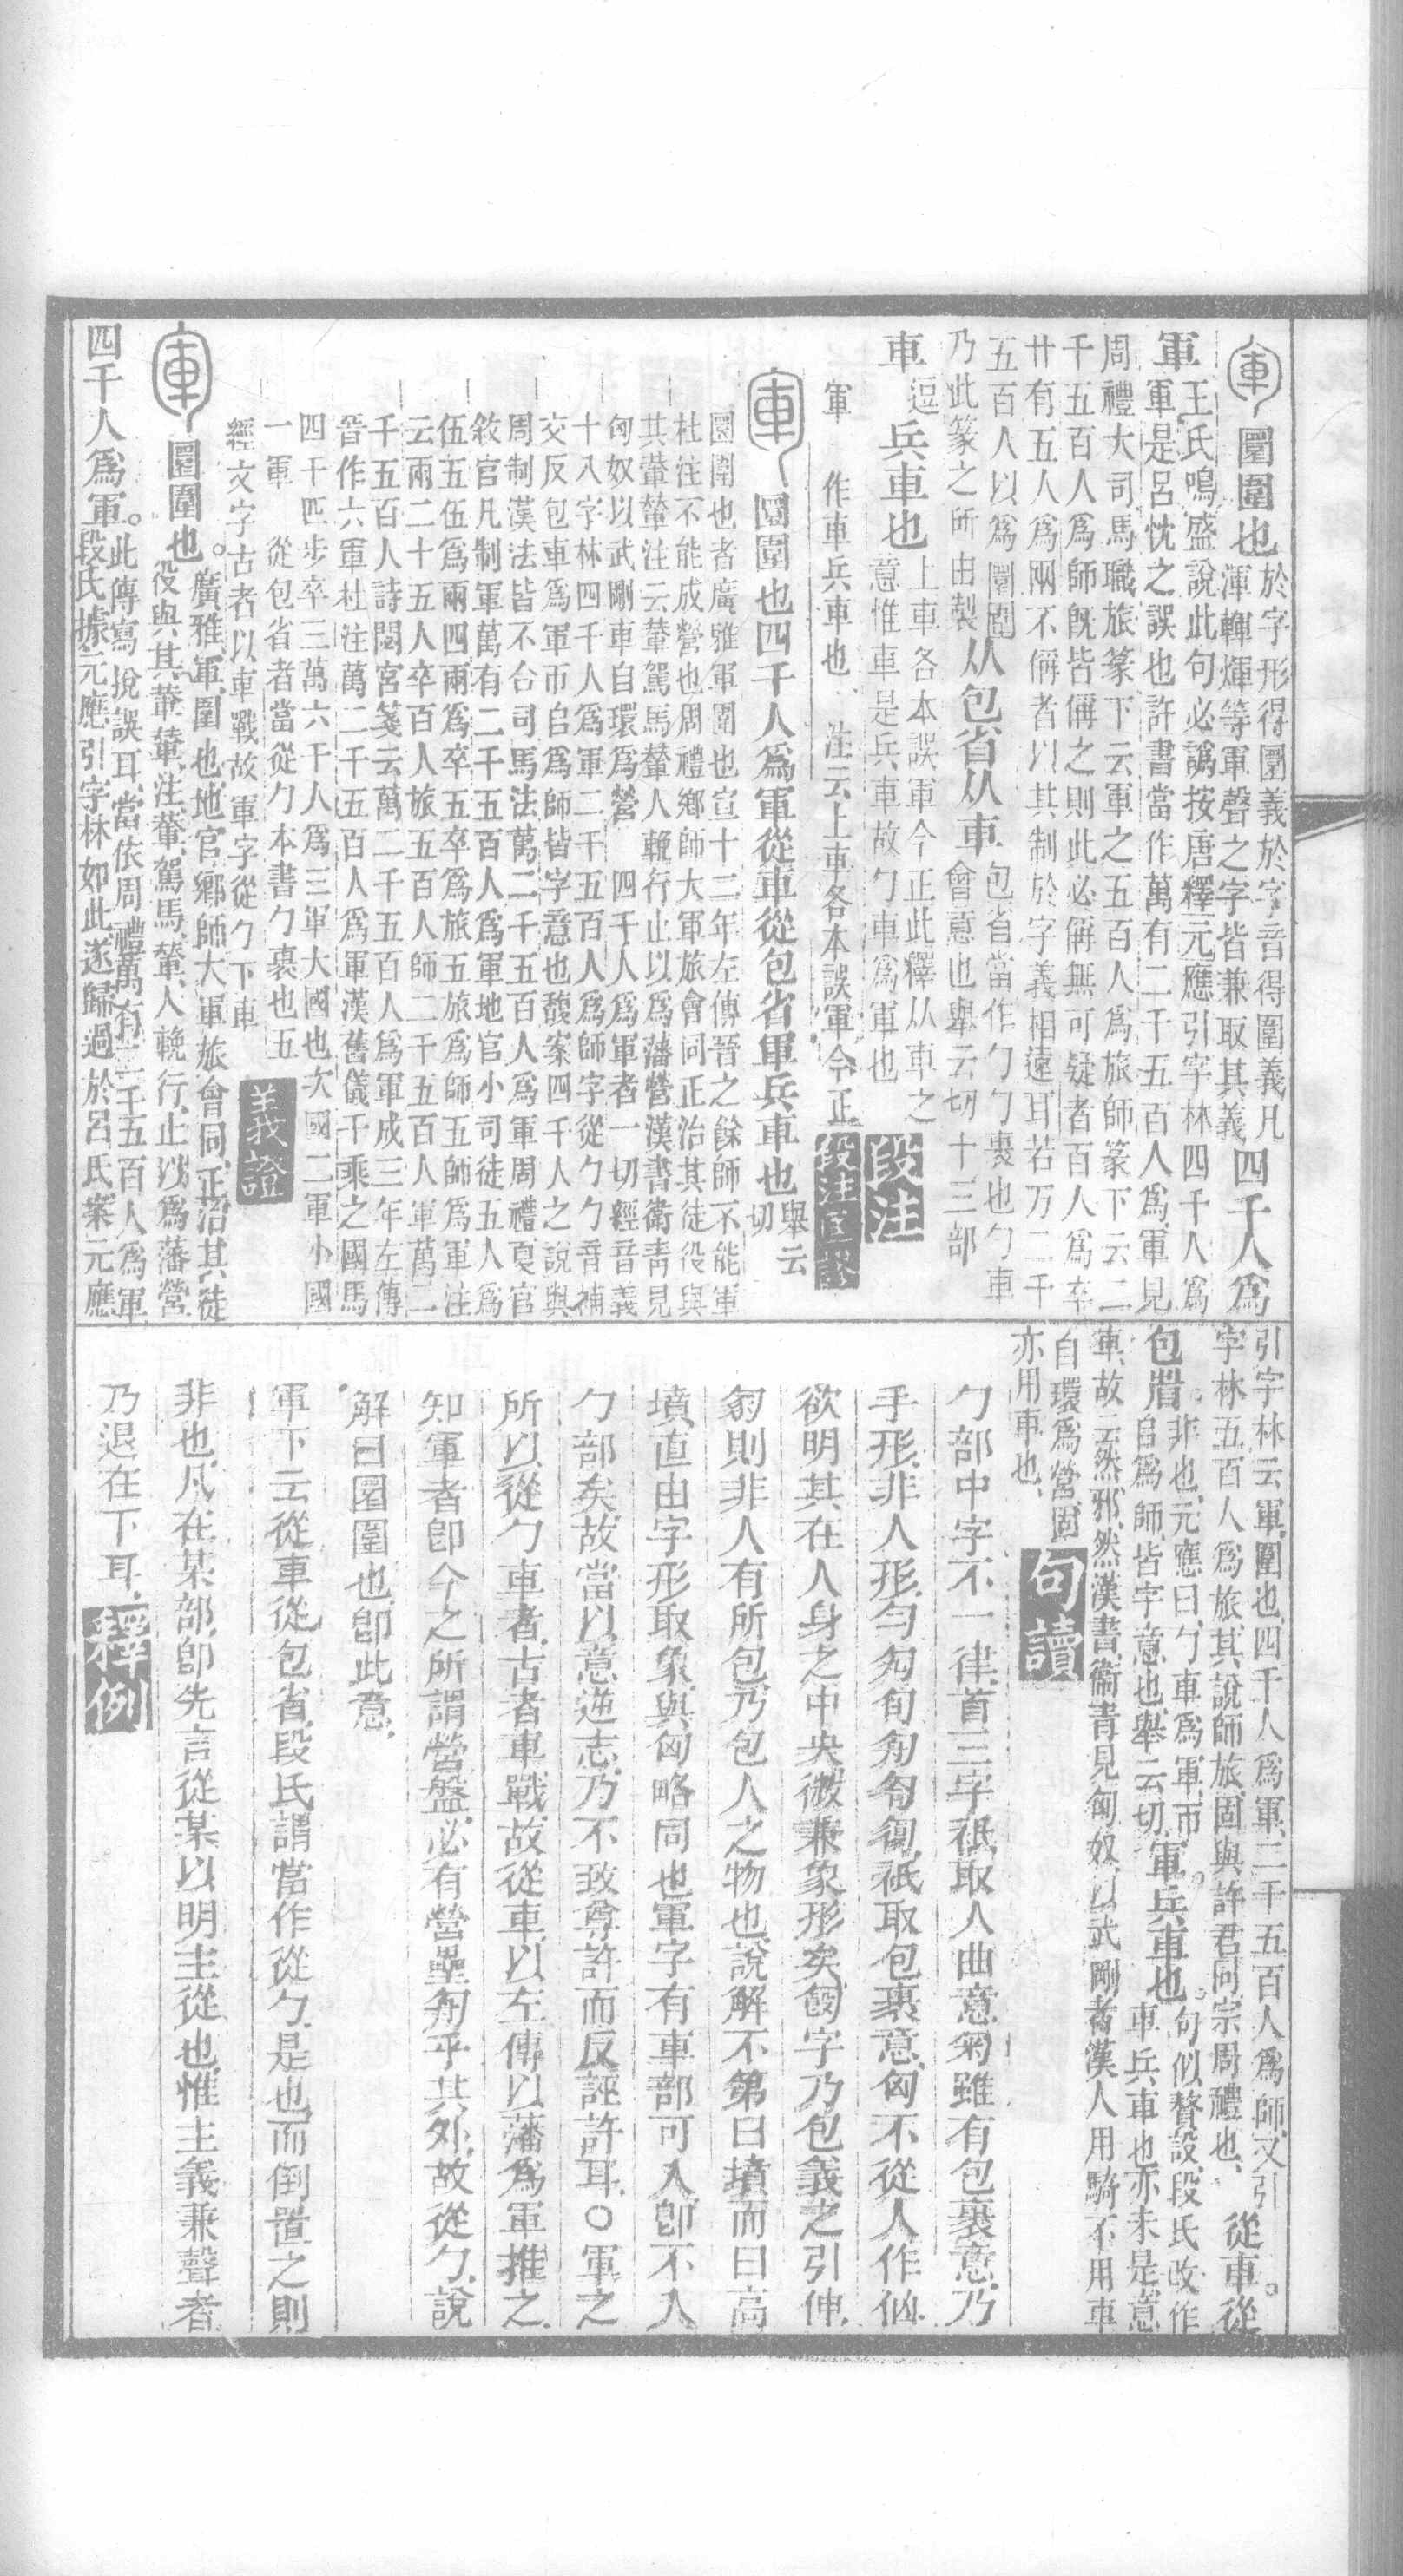 圜圍也於字形得圜義於字音得圍義凡
渾輑煇等軍聲之字皆兼取其義四千人爲
軍王氏鳴盛說此句必譌按唐釋元應引字林四千人爲
軍是呂忱之誤也許書當作萬有二千五百人爲軍見
周禮大司馬職旅篆下云軍之五百人爲旅師篆下云二
千五百人爲師旣皆偁之則此必偁無可疑者百人爲卒
廿有五人爲兩不偁者以其制於字義相遠耳若万二千
五百人以爲圜圍从包省从車包省當作勹勹裹也勹車
乃此篆之所由製會意也舉云切十三部
車逗兵車也上車各本誤軍今正此釋从車之
意惟車是兵車故勹車爲軍也段注
軍 作車兵車也 注云上車各本誤軍今正段注匡謬
圜圍也四千人爲軍從車從包省軍兵車也舉云切
圜圍也者廣雅軍圍也宣十二年左傳晉之餘師不能軍
杜注不能成營也周禮鄉師大軍旅會同正治其徒役與
其輂輦注云輂駕馬輦人輓行止以爲藩營漢書衛靑見
匈奴以武剛車自環爲營 四千人爲軍者一切經音義
十八字林四千人爲軍二千五百人爲師字從勹勹音補
交反包車爲軍帀𠂤爲師皆字意也馥案四千人之說與
周制漢法皆不合司馬法萬二千五百人爲軍周禮夏官
敘官凡制軍萬有二千五百人爲軍地官小司徒五人爲
伍五伍爲兩四兩爲卒五卒爲旅五旅爲師五師爲軍注
云兩二十五人卒百人旅五百人師二千五百人軍萬二
千五百人詩閟宮箋云萬二千五百人爲軍成三年左傳
晉作六軍杜注萬二千五百人爲軍漢舊儀千乘之國馬
四千匹步卒三萬六千人爲三軍大國也次國二軍小國
一軍 從包省者當從勹本書勹裹也五
經文字古者以車戰故軍字從勹下車 義證
圜圍也。廣雅軍圍也地官鄉師大軍旅會同正治其徒
役與其輂輦注輂駕馬輦人輓行止以爲藩營
四千人爲軍。此傳寫挩誤耳當依周禮萬有二千五百人爲軍
段氏據元應引字林如此遂歸過於呂氏案元應
引字林云軍圍也四千人爲軍二千五百人爲師又引
字林五百人爲旅其說師旅固與許君同宗周禮也從車。從
包省。非也元應曰勹車爲軍帀
自爲師皆字意也舉云切軍兵車也。句似贅設段氏改作
車兵車也亦未是意
車故云然邪然漢書衞青見匈奴以武剛者漢人用騎不用車
自環爲營固
亦用車也 句讀
勹部中字不一律首三字祇取人曲意匊雖有包裹意乃
手形非人形勻匈旬匔匌復祇取包裹意匈不從人作㐫
欲明其在人身之中央微兼象形矣𣪘字乃包義之引伸
匑則非人有所包乃包人之物也說解不第曰墳而曰高
墳直由字形取象與匈略同也軍字有車部可入卽不入
勹部矣故當以意逆志乃不致尊許而反誣許耳〇軍之
所以從勹車者古者車戰故從車以左傳以藩爲軍推之
知軍者卽今之所謂營盤必有營壘匔乎其外故從勹說
解曰圜圍也卽此意
軍下云從車從包省段氏謂當作從勹是也而倒置之則
非也凡在某部卽先言從某以明主從也惟主義兼聲者
乃退在下耳 釋例